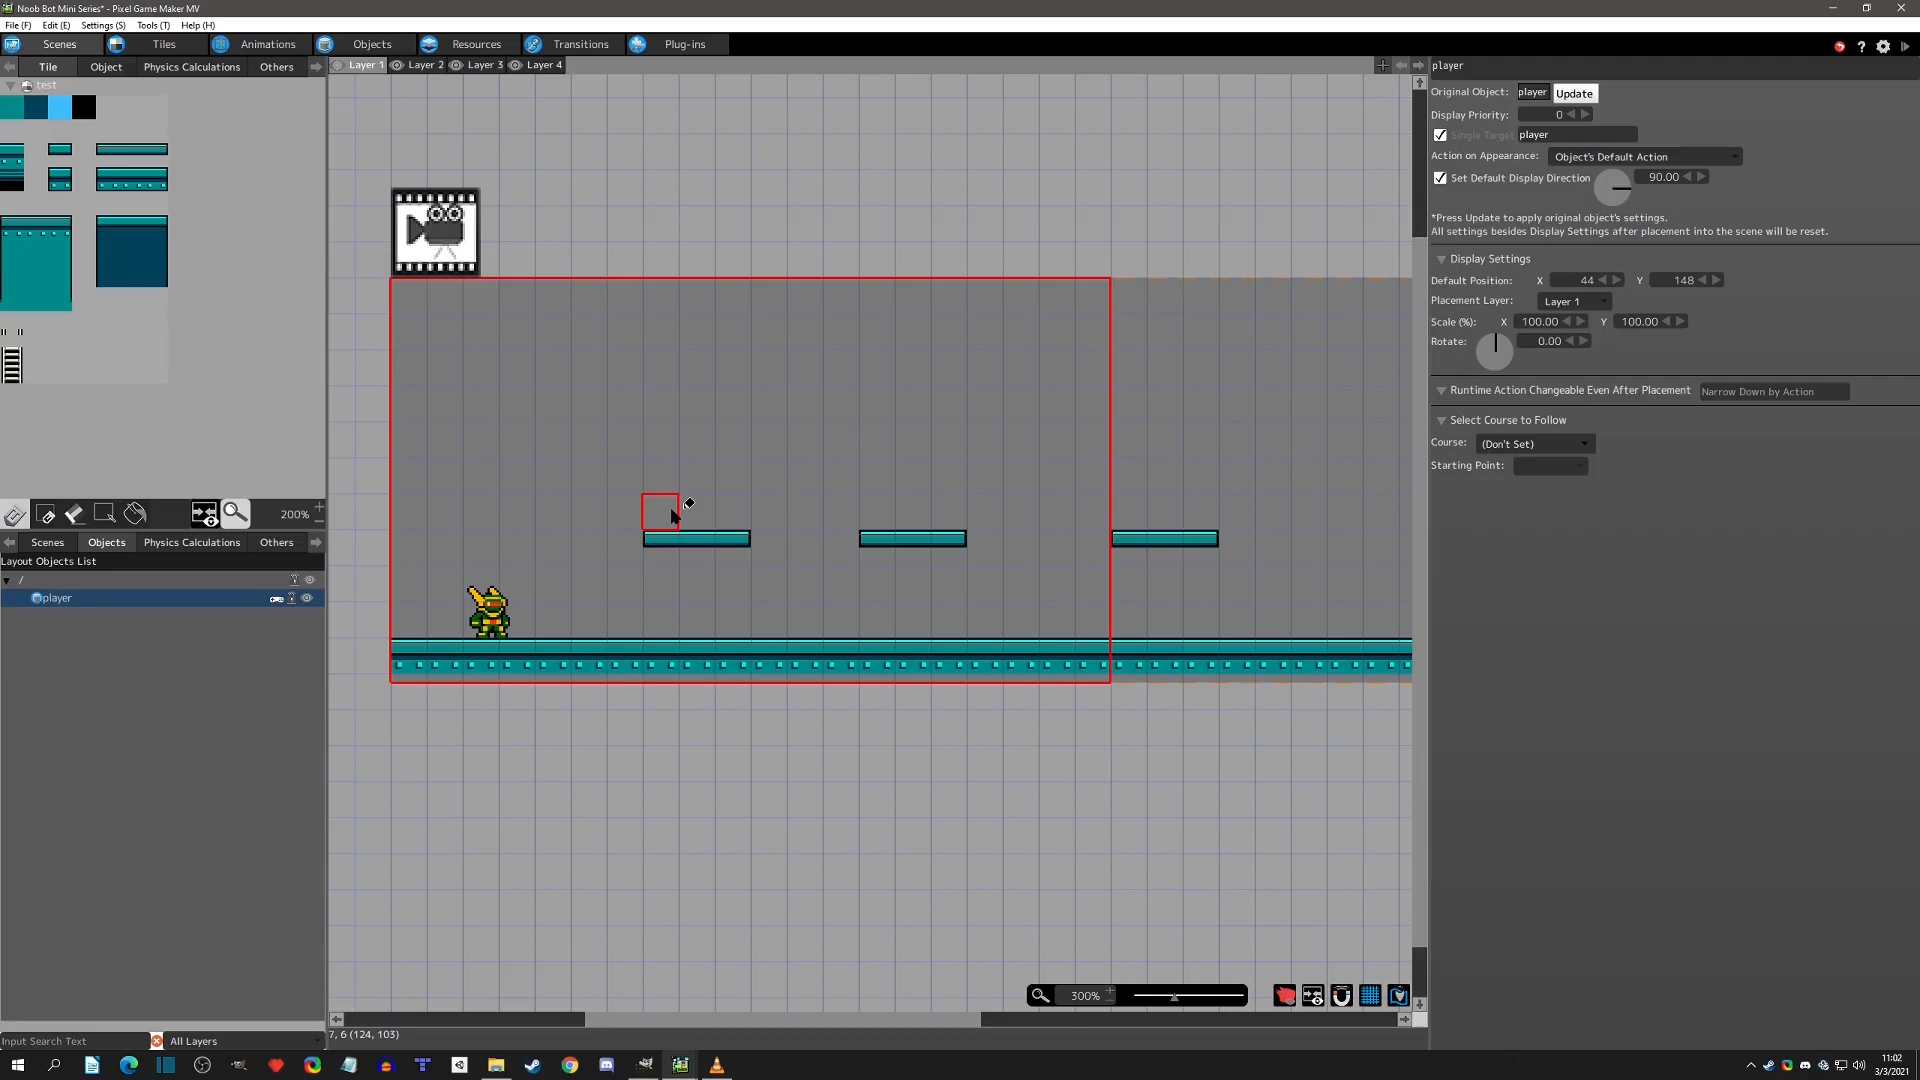 Noob Bot Mini Series* - Pixel Game Maker MV
File (F) Edit (E) Settings (S) Tools (T) Help (H)
Scenes Tiles Animations Objects Resources Transitions Plug-ins
Tile Object Physics Calculations Others
Layer 1 Layer 2 Layer 3 Layer 4
player
test
Original Object: player Update
Display Priority: 0
Single Target player
Action on Appearance: Object's Default Action
Set Default Display Direction 90.00
*Press Update to apply original object's settings.
All settings besides Display Settings after placement into the scene will be reset.
Display Settings
Default Position: X 44 Y 148
Placement Layer: Layer 1
Scale (%): X 100.00 Y 100.00
Rotate: 0.00
Runtime Action Changeable Even After Placement Narrow Down by Action
Select Course to Follow
Course: (Don't Set)
Starting Point:
200%
Scenes Objects Physics Calculations Others
Layout Objects List
/
player
300%
7, 6 (124, 103)
Input Search Text All Layers
11:02
3/3/2021